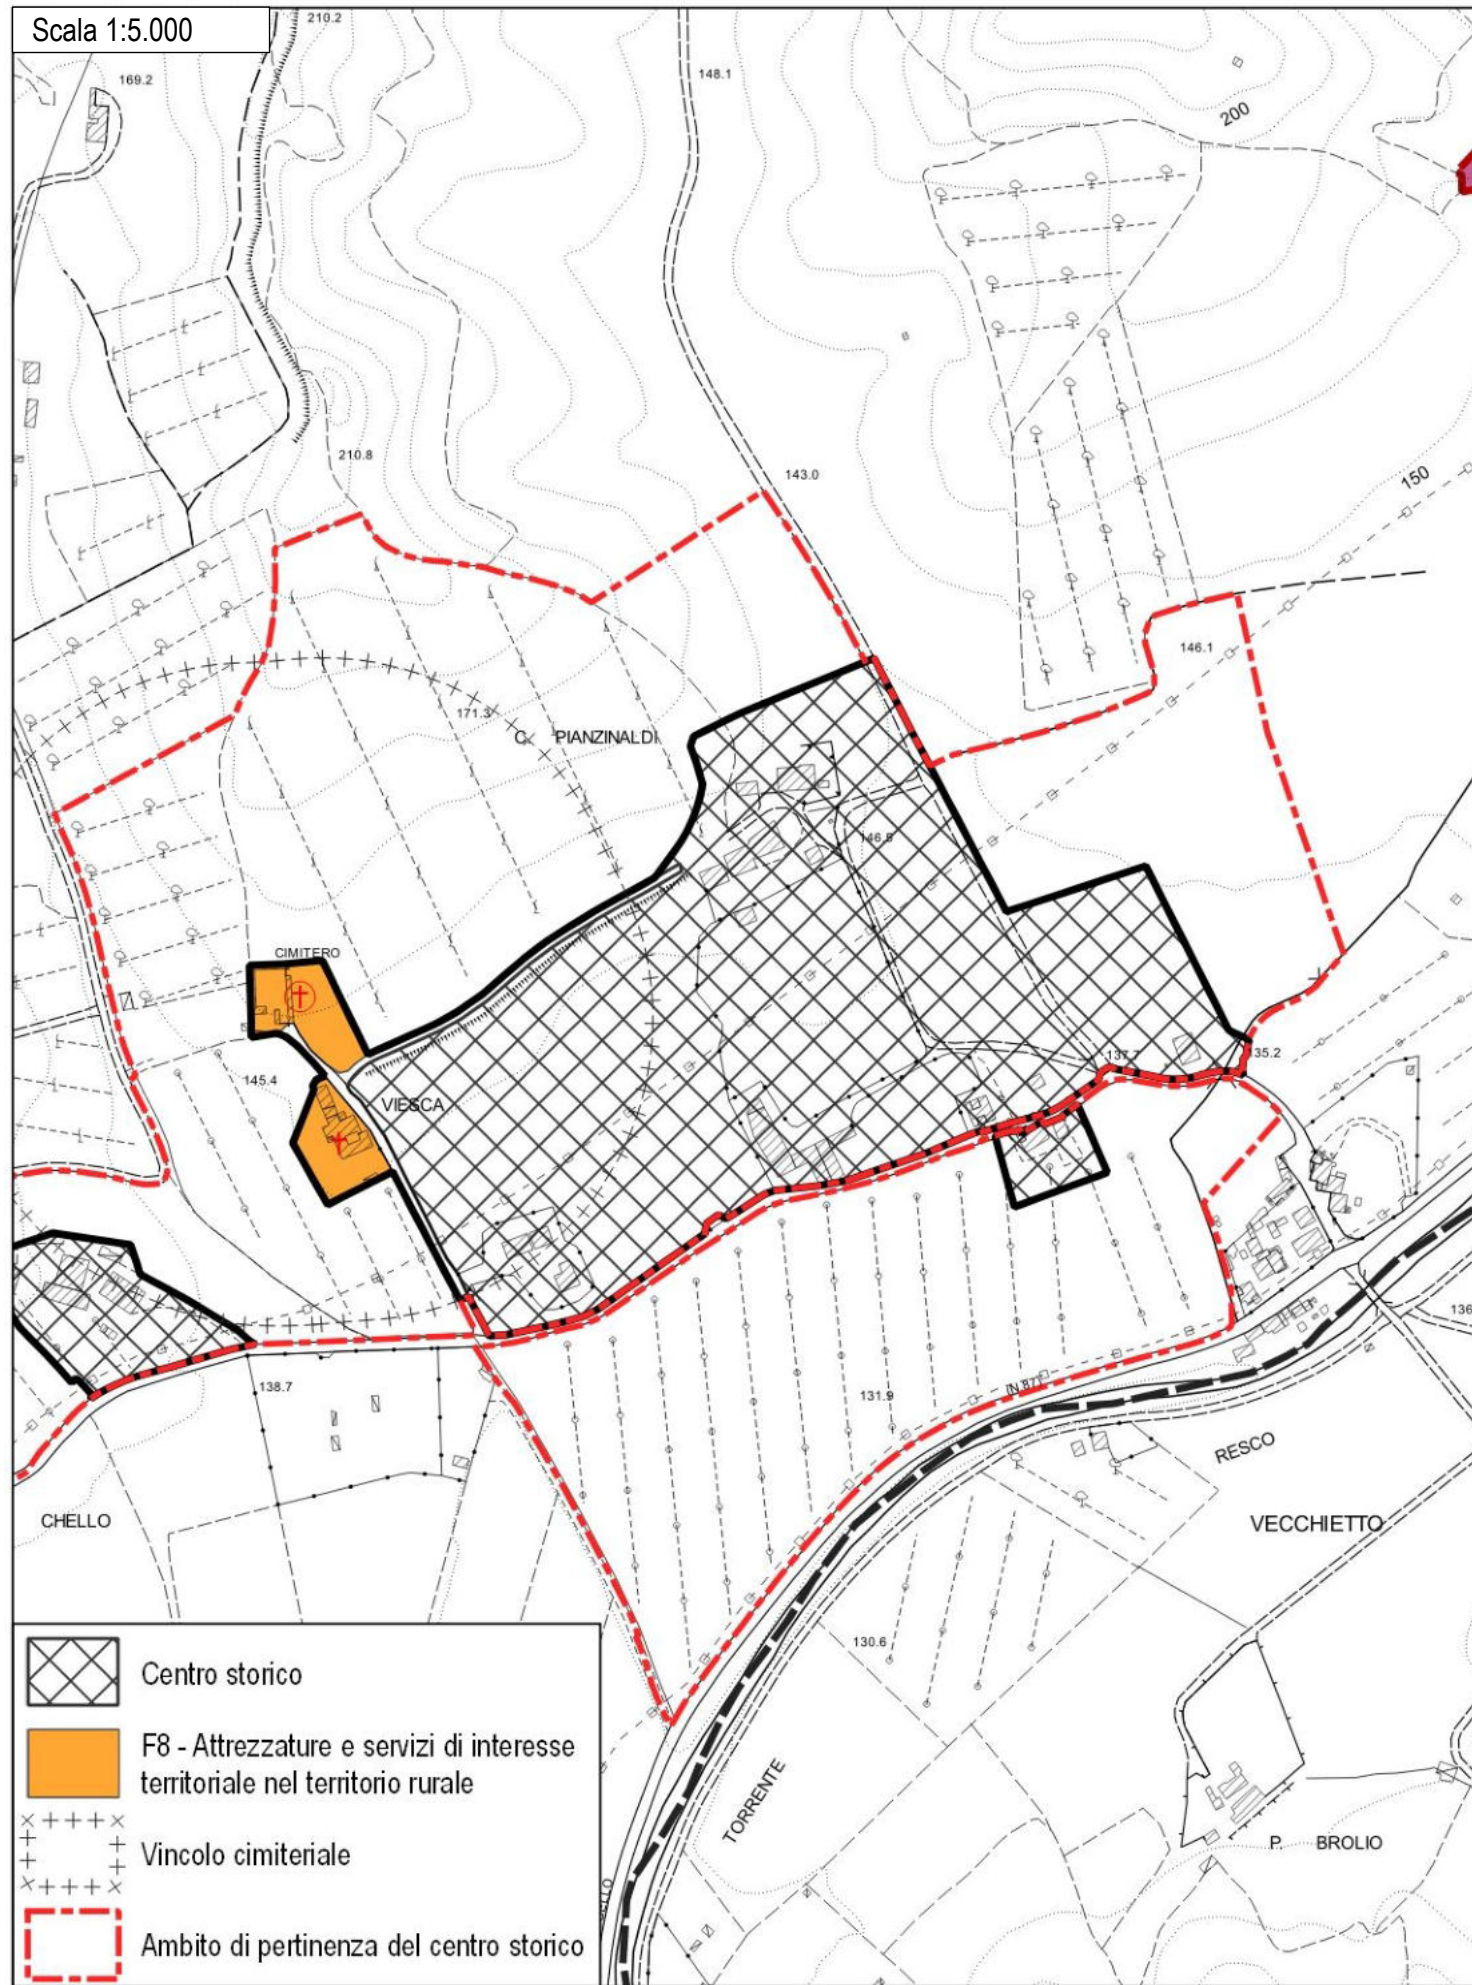 Scala 1:5.000
210.2
169.2
148.1
200
210.8
143.0
150
146.1
171.3
C. PIANZINALDI
146.9
CIMITERO
145.4
VIESCA
137.7
135.2
136
138.7
131.9
RESCO
CHELLO
VECCHIETTO
130.6
TORRENTE
P. BROLIO
Centro storico
F8 - Attrezzature e servizi di interesse
territoriale nel territorio rurale
Vincolo cimiteriale
Ambito di pertinenza del centro storico